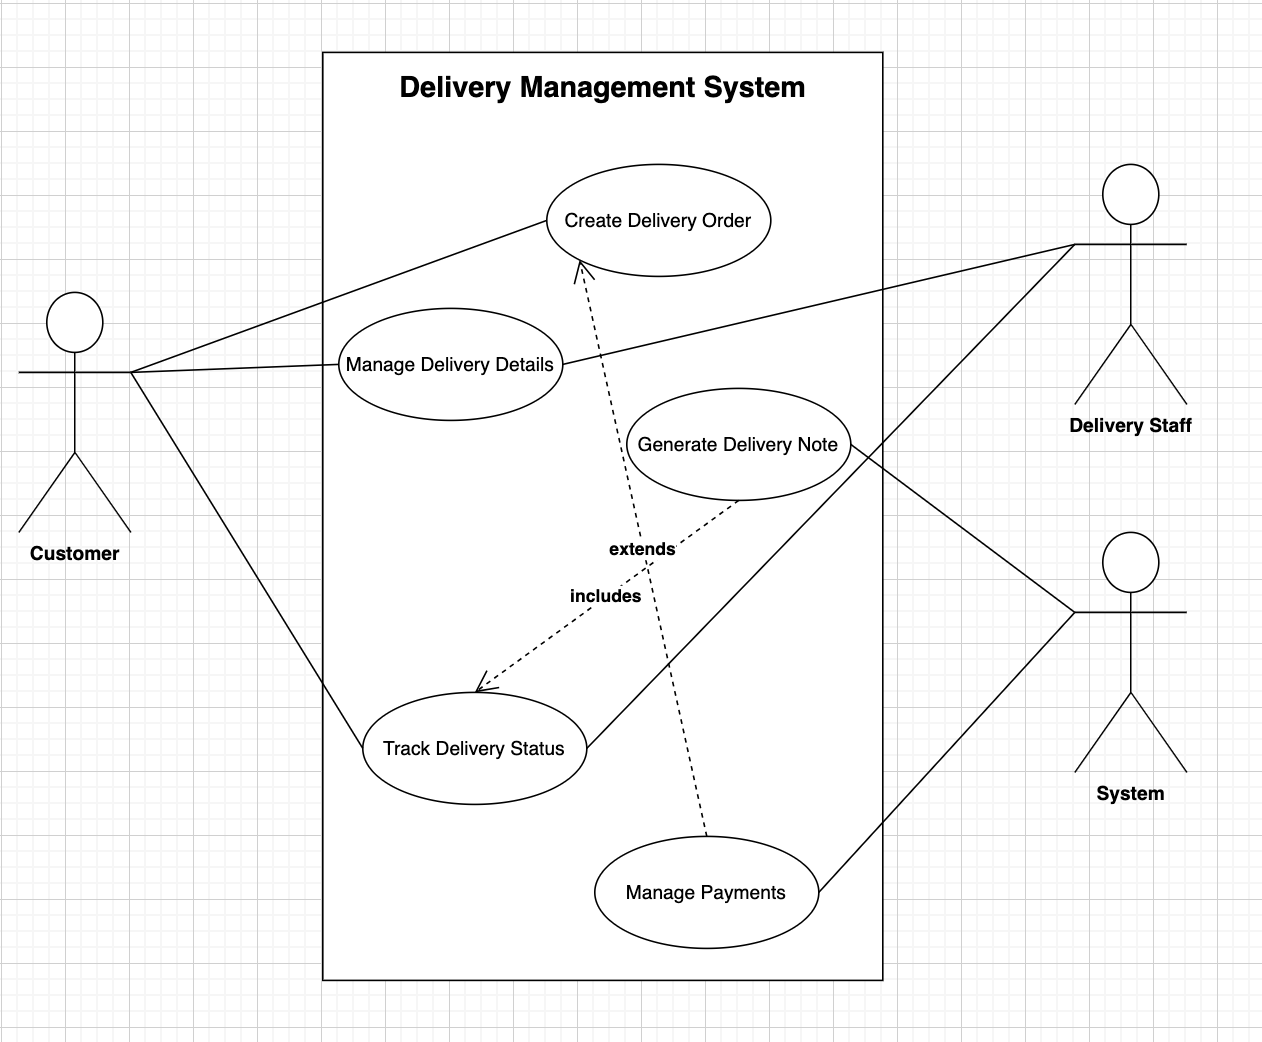 Delivery Management System
Create Delivery Order
Manage Delivery Details
Generate Delivery Note
Delivery Staff
extends
Customer
includes
Track Delivery Status
System
Manage Payments